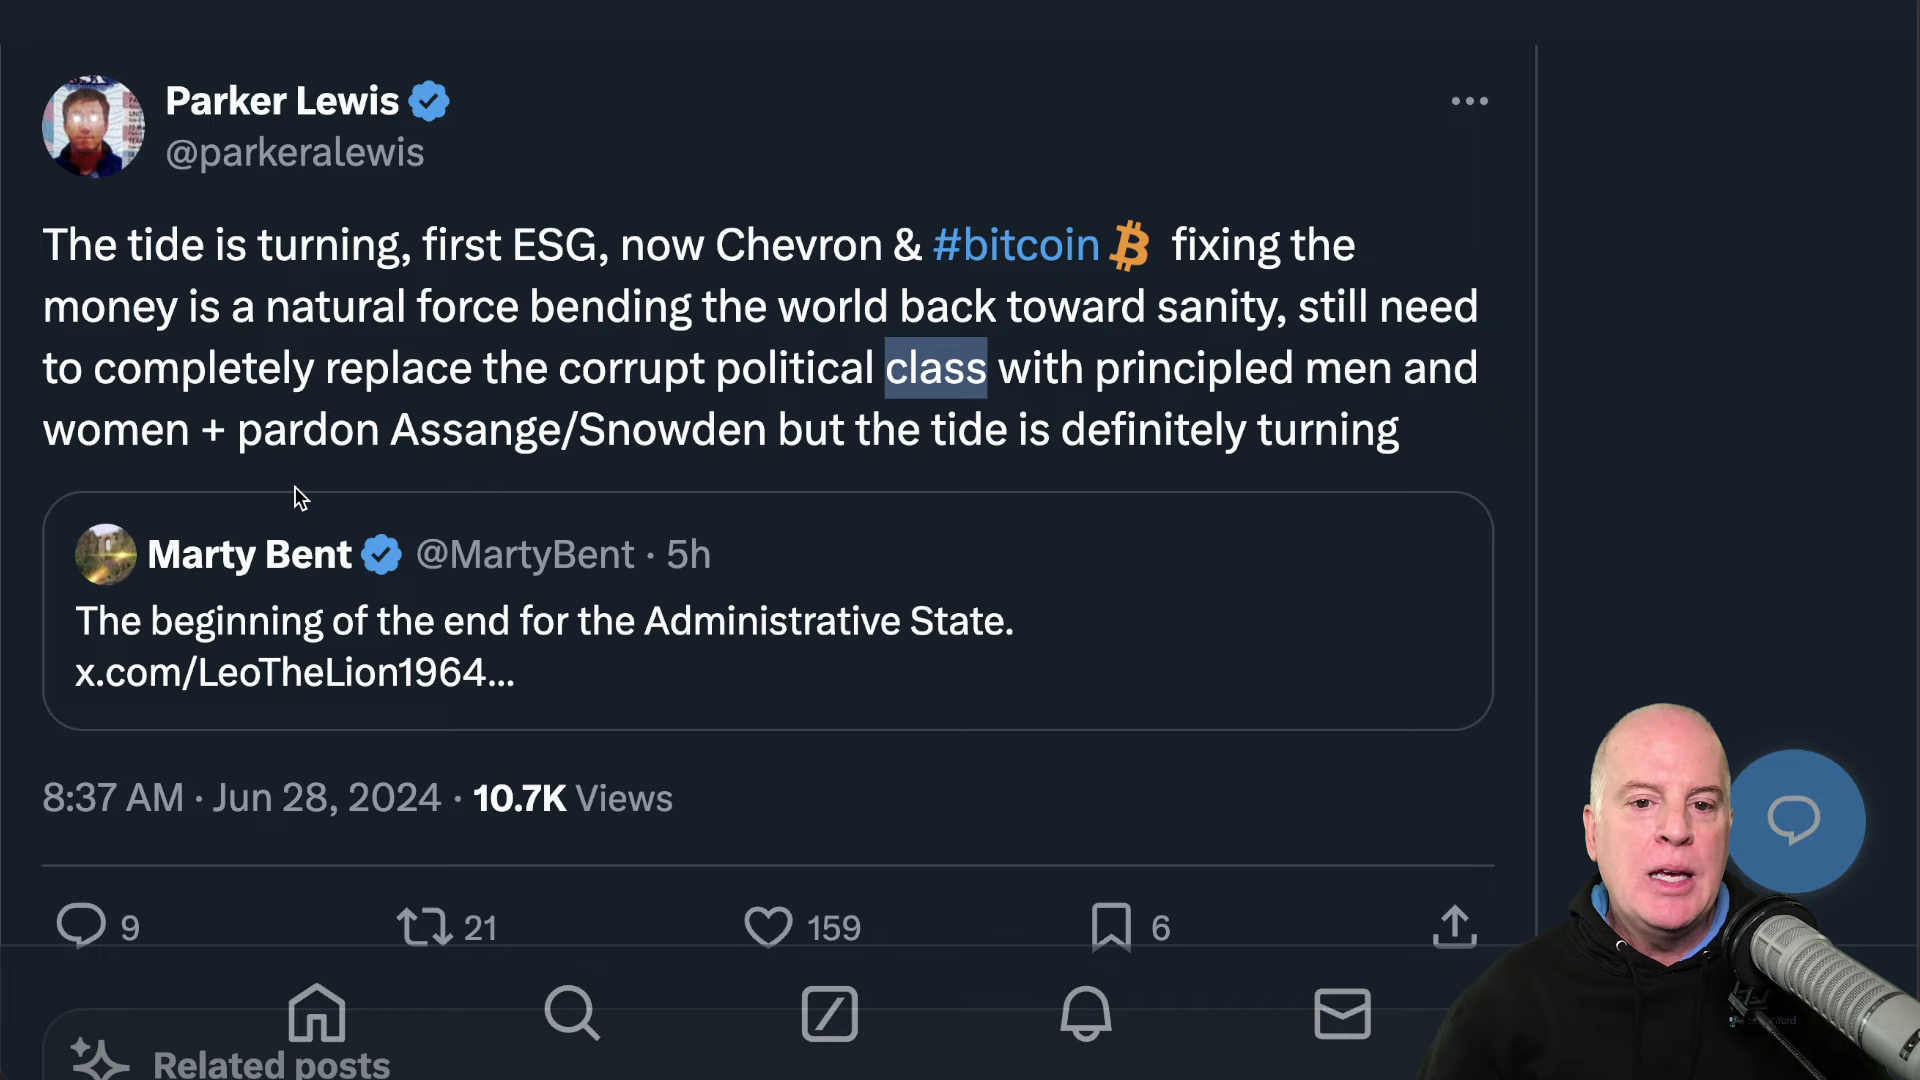 Parker Lewis
@parkeralewis
The tide is turning, first ESG, now Chevron & #bitcoin fixing the
money is a natural force bending the world back toward sanity, still need
to completely replace the corrupt political class with principled men and
women + pardon Assange/Snowden but the tide is definitely turning
Marty Bent @MartyBent · 5h
The beginning of the end for the Administrative State.
x.com/LeoTheLion1964...
8:37 AM · Jun 28, 2024 · 10.7K Views
9 21 159 6
Related posts